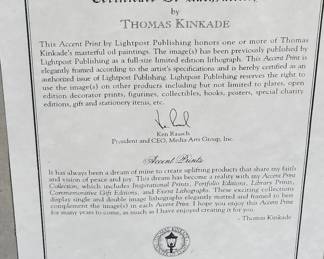 Certificate Of Authenticity
by
THOMAS KINKADE
This Accent Print by Lightpost Publishing honors one or more of Thomas
Kinkade's masterful oil paintings. The image(s) has been previously published by
Lightpost Publishing as a full-size limited edition lithograph. This Accent Print is
elegantly framed according to the artist's specifications and is hereby certified as an
authorized issue of Lightpost Publishing. Lightpost Publishing reserves the right to
use the image(s) on other products including but not limited to plates, open
edition decorator prints, figurines, collectibles, books, posters, special charity
editions, gift and stationery items, etc.
Ken Raasch
President and CEO, Media Arts Group, Inc.
Accent Prints
It has always been a dream of mine to create uplifting products that share my faith
and vision of peace and joy. This dream has become a reality with my Accent Print
Collection, which includes Inspirational Prints, Portfolio Editions, Library Prints,
Commemorative Gift Editions, and Event Lithographs. These exciting collections
display single and double image lithographs elegantly matted and framed to best
complement the image(s) in each Accent Print. I hope you enjoy this Accent Print
for many years to come, as much as I have enjoyed creating it for you.
- Thomas Kinkade